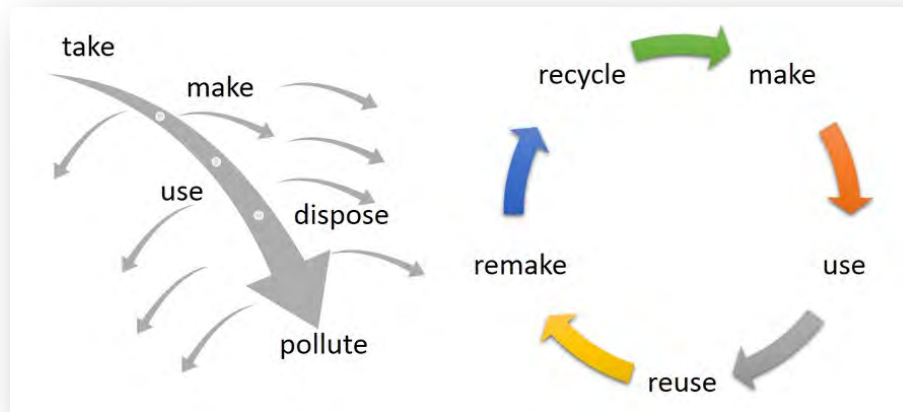 take
make
use
dispose
pollute
recycle
make
use
reuse
remake